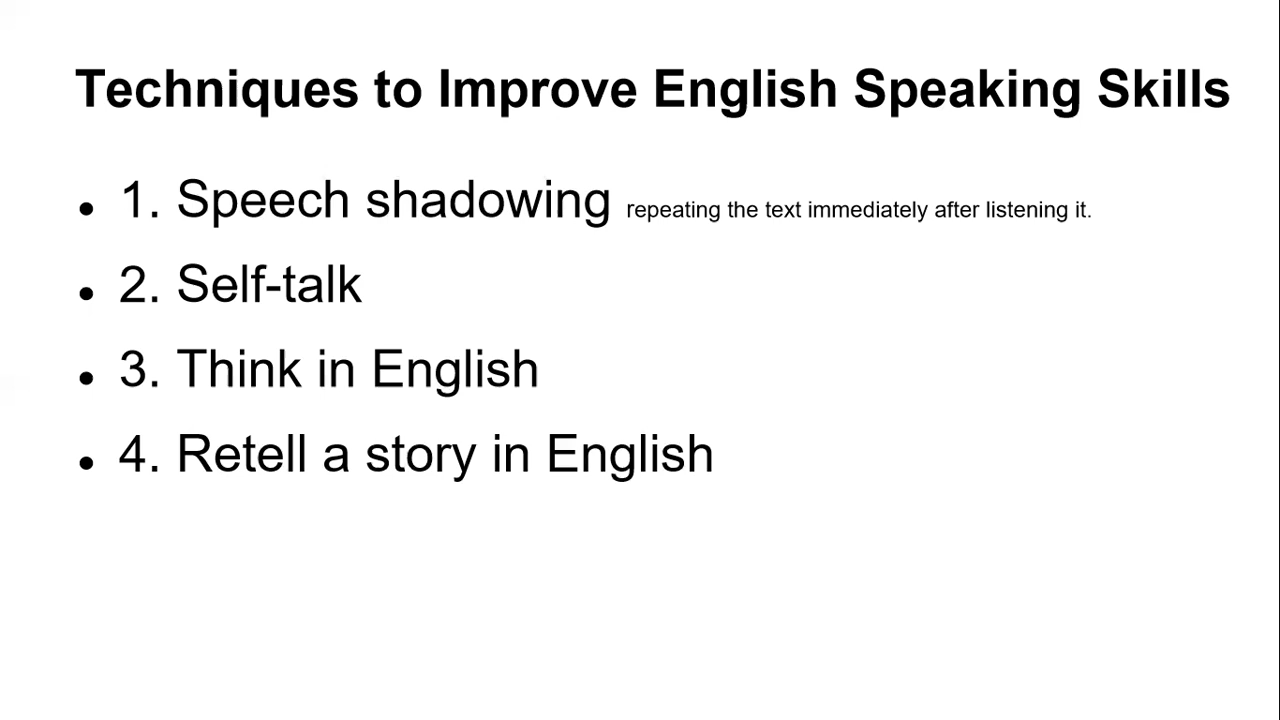 Techniques to Improve English Speaking Skills
• 1. Speech shadowing repeating the text immediately after listening it.
• 2. Self-talk
• 3. Think in English
• 4. Retell a story in English